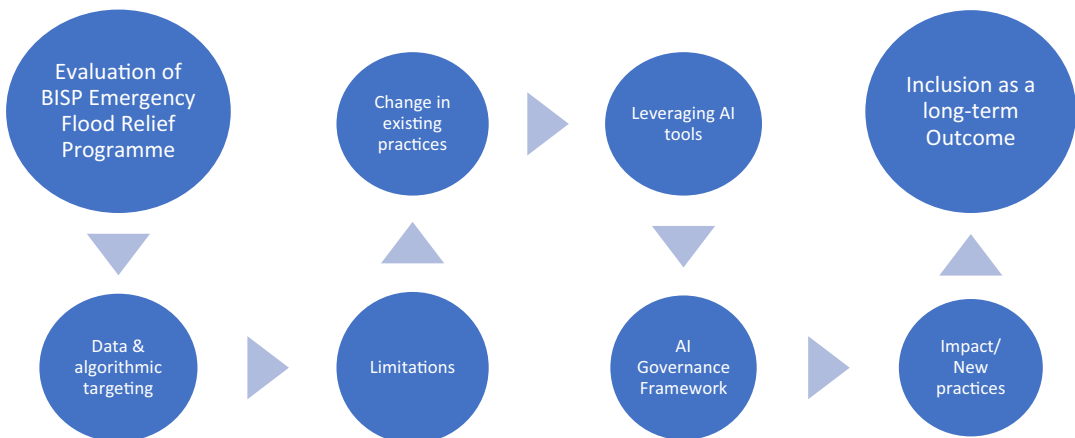 Evaluation of
BISP Emergency
Flood Relief
Programme
Data &
algorithmic
targeting
Limitations
Change in
existing
practices
Leveraging AI
tools
AI
Governance
Framework
Impact/
New
practices
Inclusion as a
long-term
Outcome